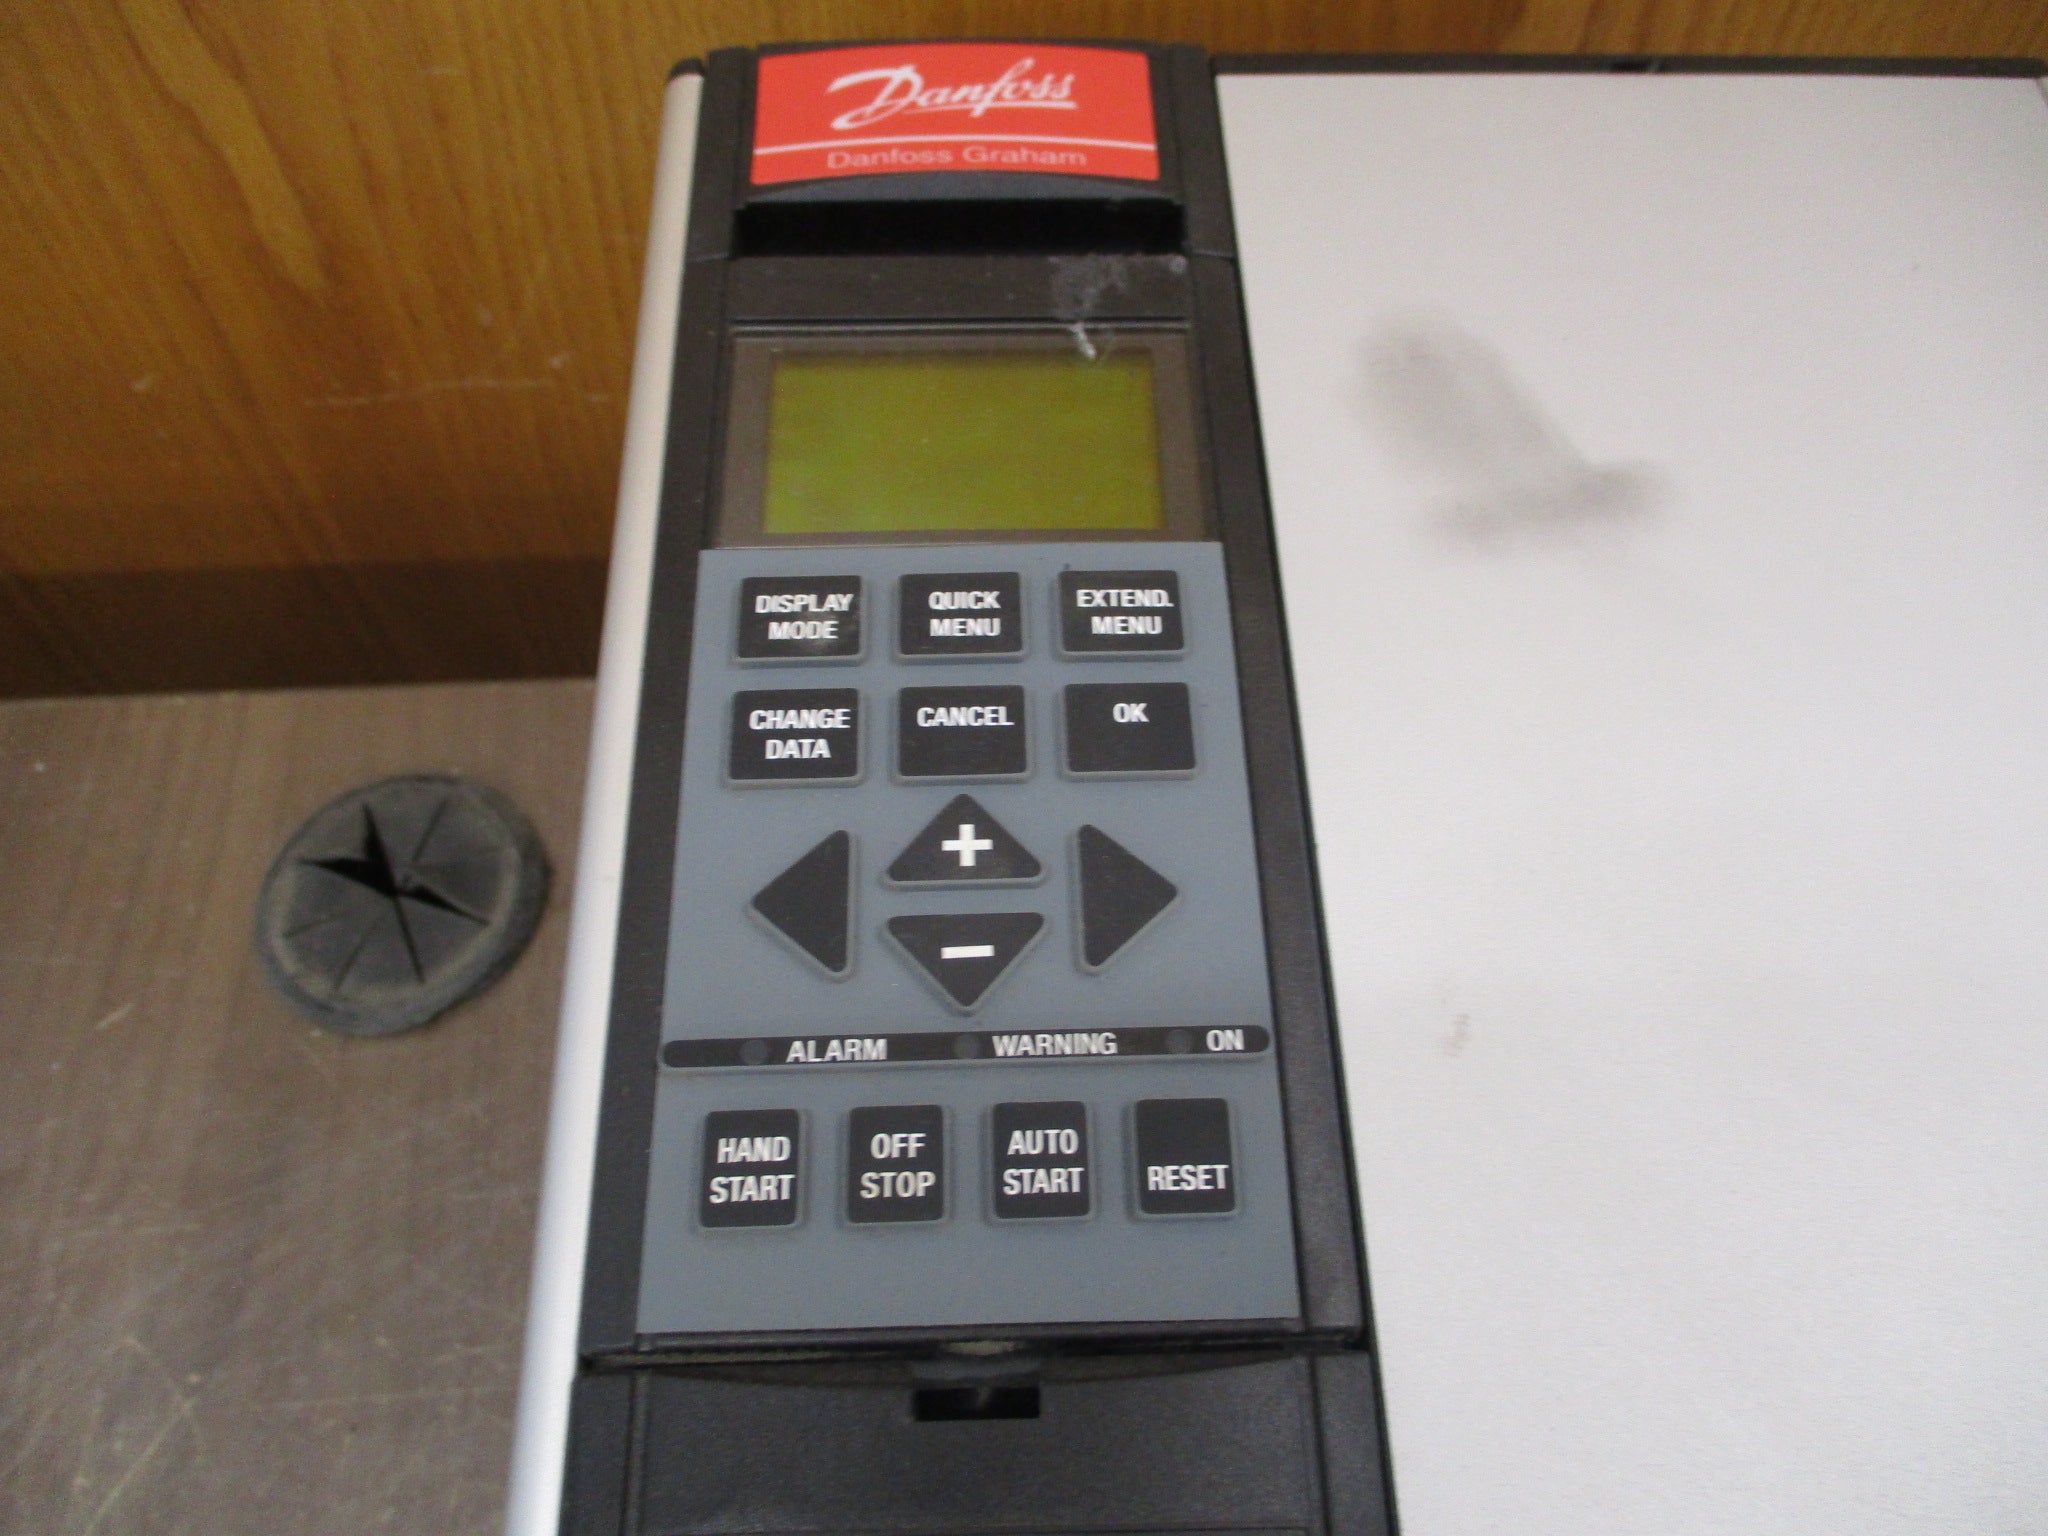 Danfoss
Danfoss Graham
DISPLAY
MODE
QUICK
MENU
EXTEND.
MENU
CHANGE
DATA
CANCEL
OK
+
−
ALARM
WARNING
ON
HAND
START
OFF
STOP
AUTO
START
RESET